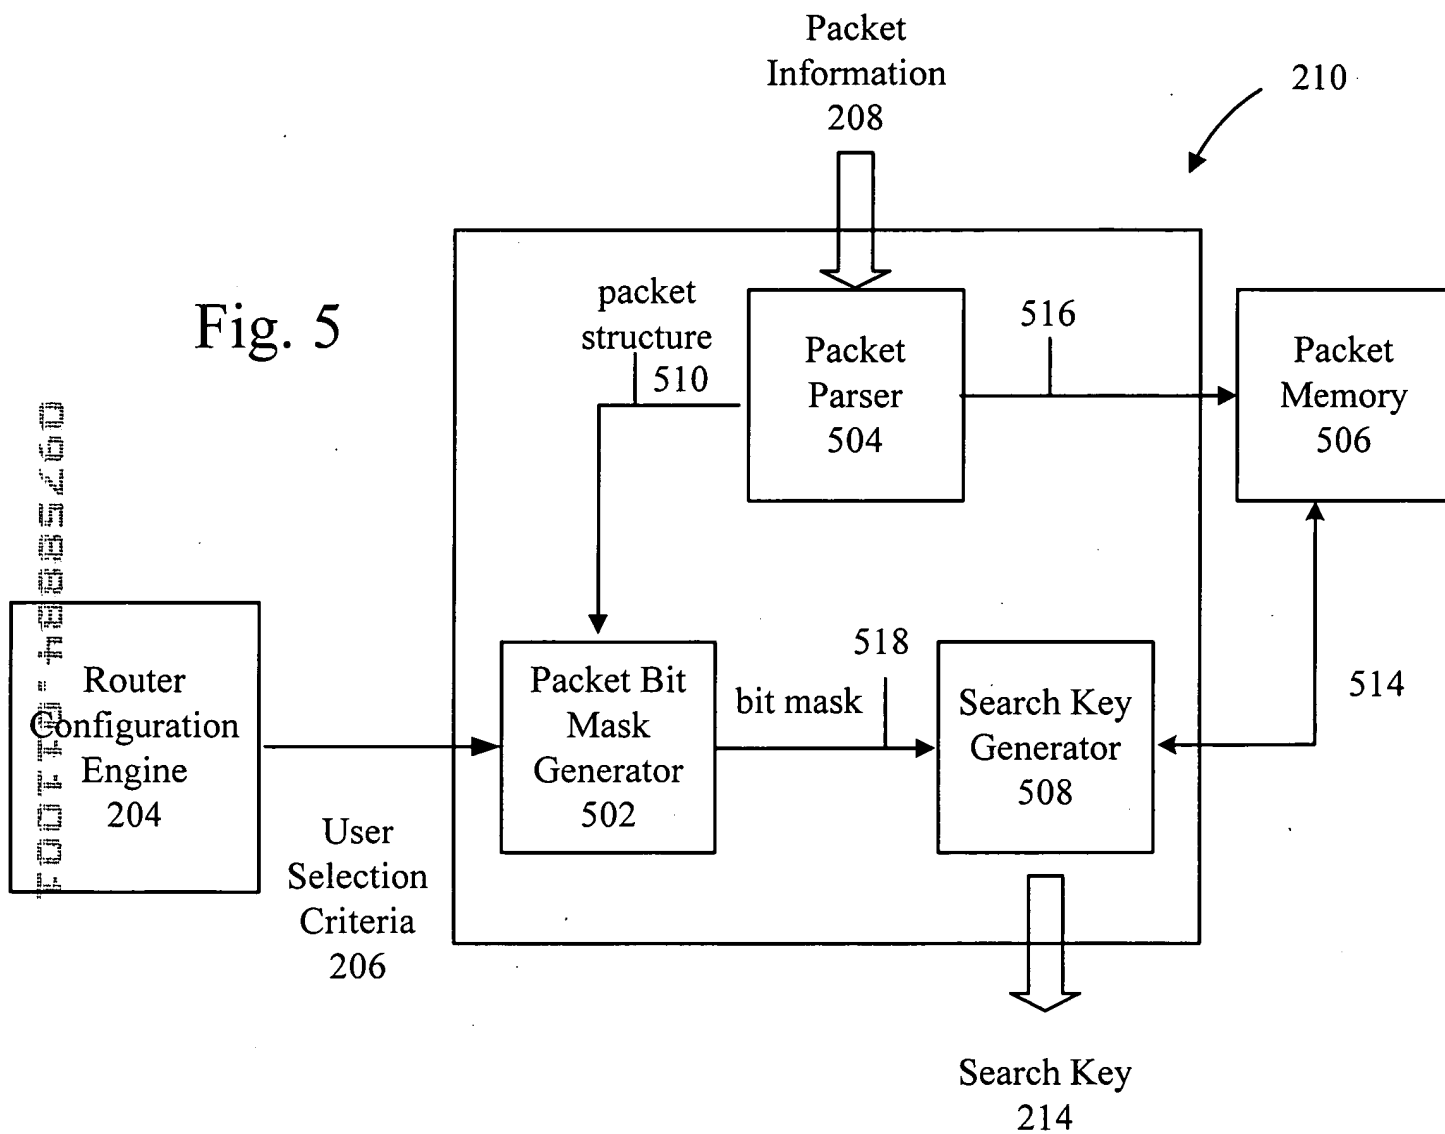 Packet
Information
208
210
Fig. 5
packet
structure
510
516
Packet
Parser
504
Packet
Memory
506
Router
Configuration
Engine
204
User
Selection
Criteria
206
Packet Bit
Mask
Generator
502
bit mask
518
Search Key
Generator
508
514
Search Key
214